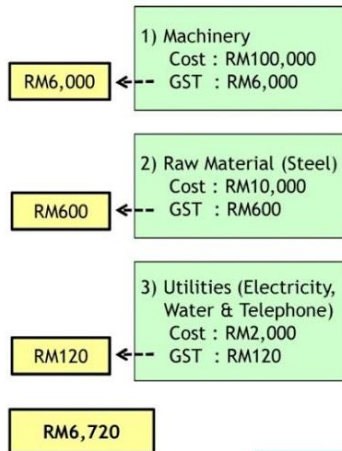 1) Machinery
Cost : RM100,000
GST : RM6,000
RM6,000
2) Raw Material (Steel)
Cost : RM10,000
GST : RM600
RM600
3) Utilities (Electricity,
Water & Telephone)
Cost : RM2,000
GST : RM120
RM120
RM6,720